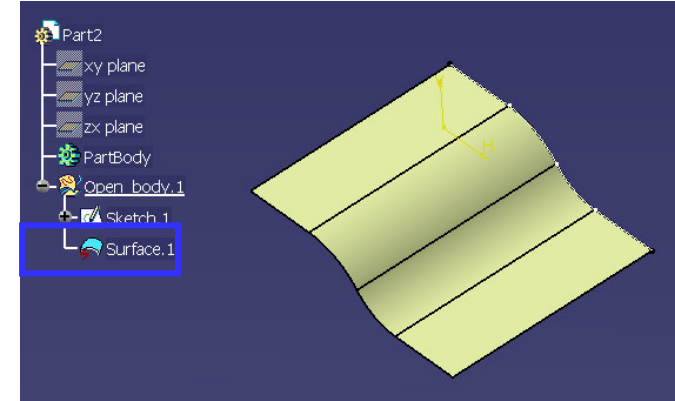 Part2
xy plane
yz plane
zx plane
PartBody
Open_body.1
Sketch.1
Surface.1
H